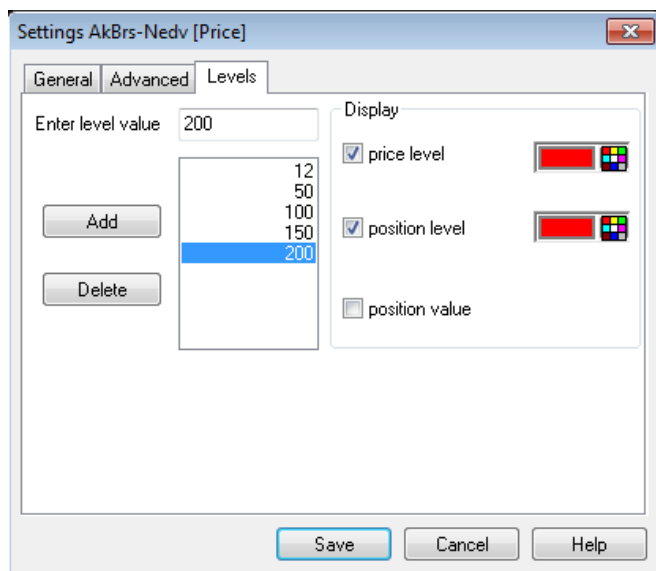 Settings AkBrs-Nedv [Price]
General Advanced Levels
Enter level value 200
12
50
100
150
200
Add
Delete
Display
price level
position level
position value
Save Cancel Help